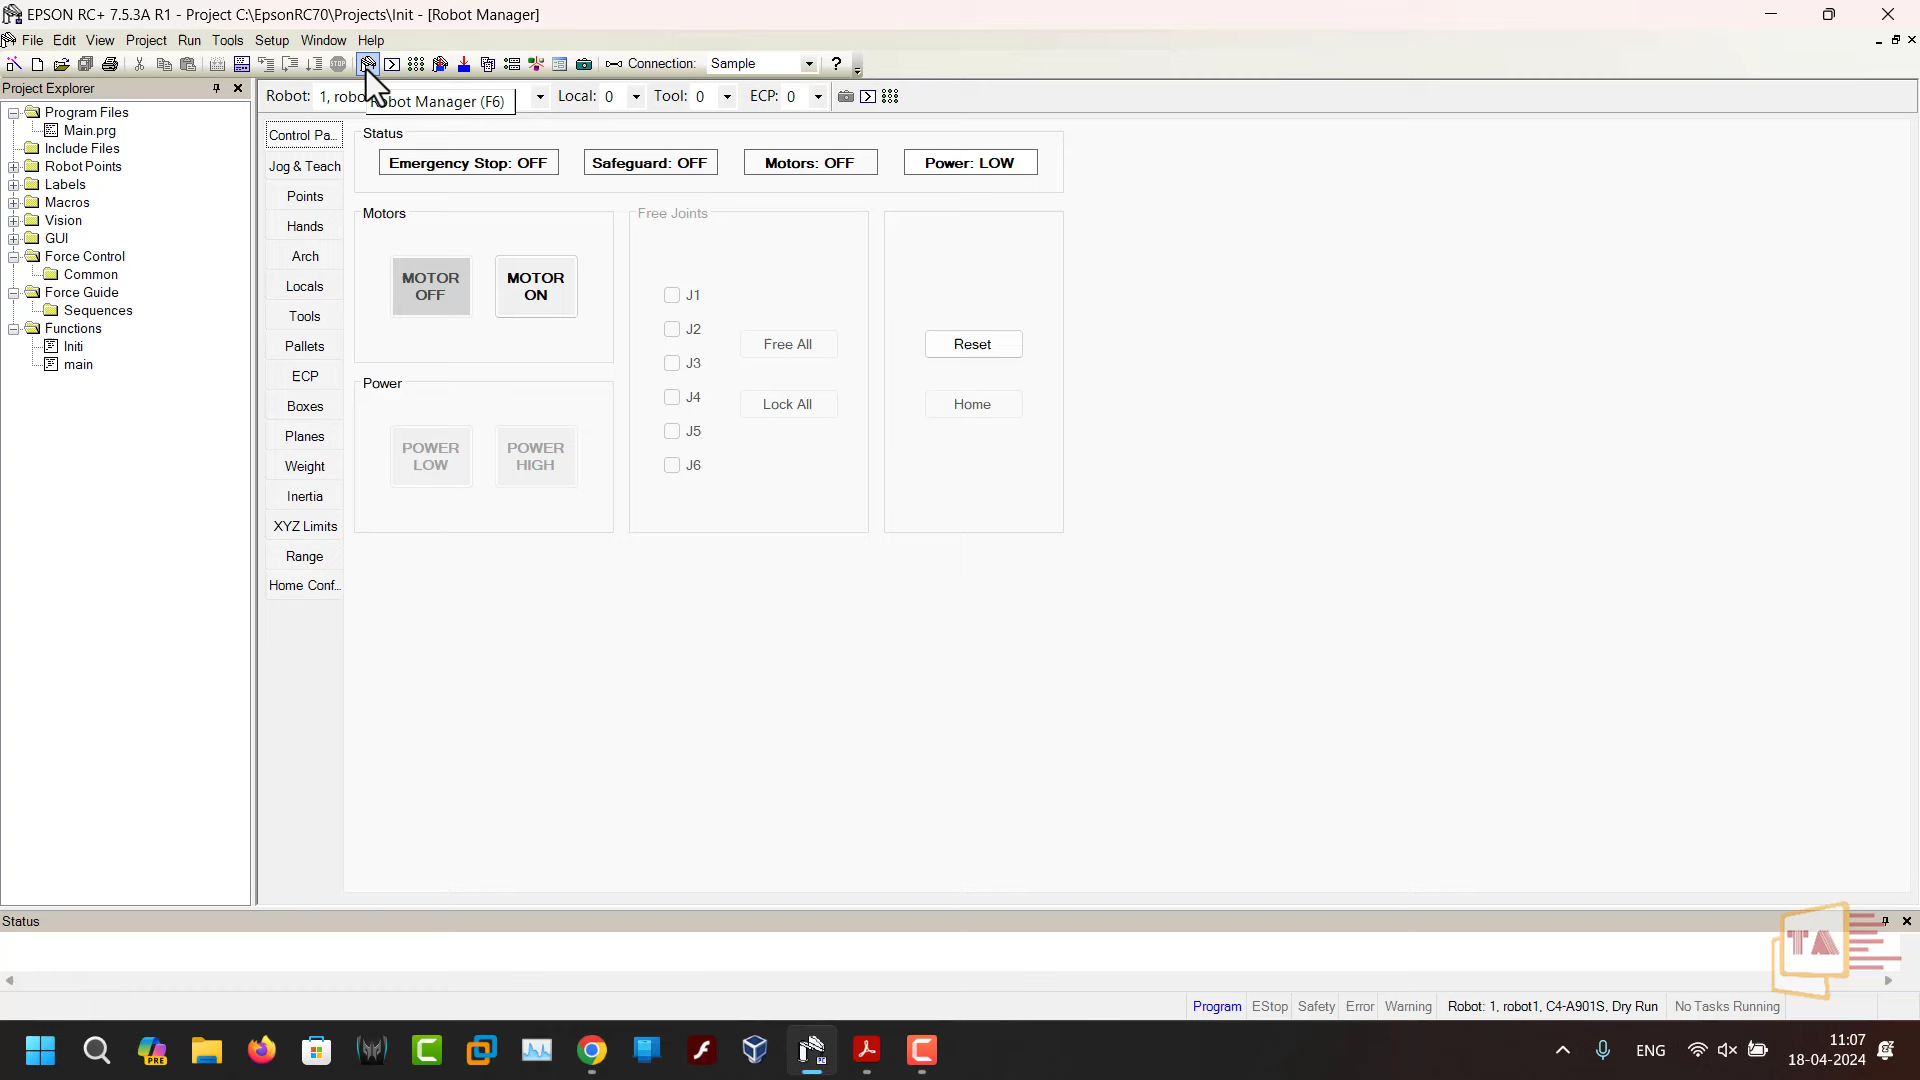 EPSON RC+ 7.5.3A R1 - Project C:\EpsonRC70\Projects\Init - [Robot Manager]
File Edit View Project Run Tools Setup Window Help
STOP Connection: Sample ?
Project Explorer
Program Files
Main.prg
Include Files
Robot Points
Labels
Macros
Vision
GUI
Force Control
Common
Force Guide
Sequences
Functions
Initi
main
Robot: 1, robo Local: 0 Tool: 0 ECP: 0
Robot Manager (F6)
Control Pa...
Jog & Teach
Points
Hands
Arch
Locals
Tools
Pallets
ECP
Boxes
Planes
Weight
Inertia
XYZ Limits
Range
Home Conf...
Status
Emergency Stop: OFF Safeguard: OFF Motors: OFF Power: LOW
Motors
MOTOR OFF
MOTOR ON
Power
POWER LOW
POWER HIGH
Free Joints
J1
J2
J3
J4
J5
J6
Free All
Lock All
Reset
Home
Status
TA
Program EStop Safety Error Warning Robot: 1, robot1, C4-A901S, Dry Run No Tasks Running
PRE
ENG
11:07
18-04-2024